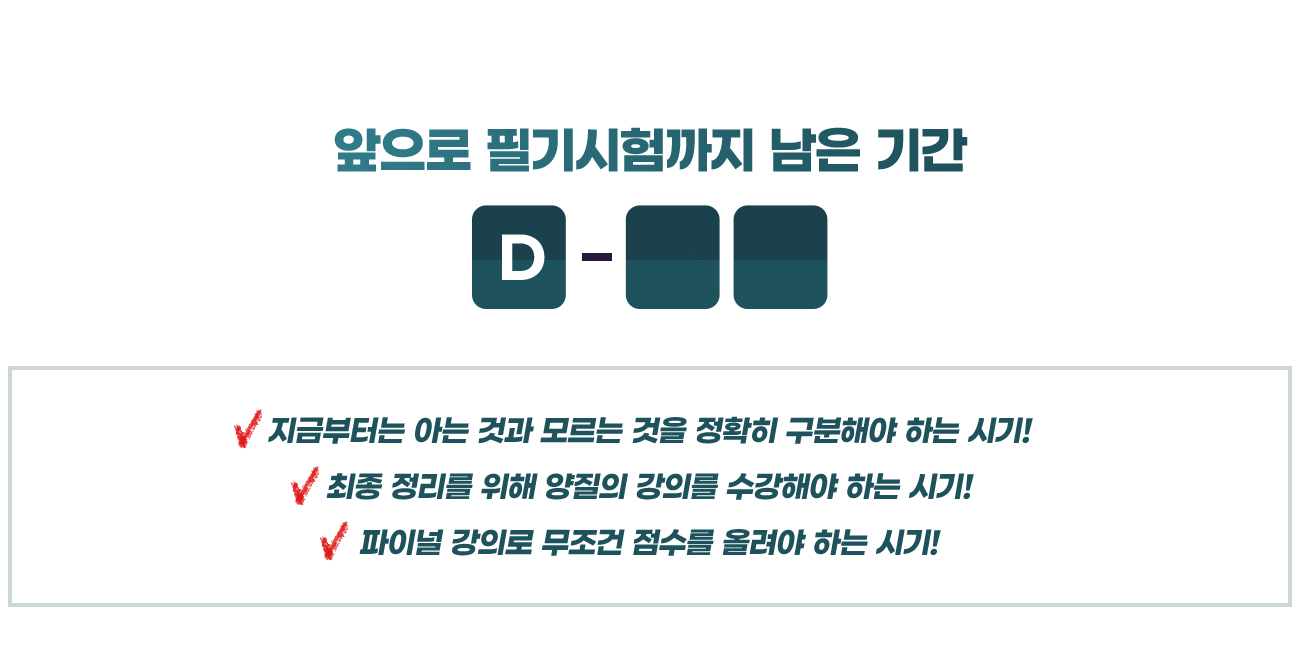 앞으로 필기시험까지 남은 기간
D -
지금부터는 아는 것과 모르는 것을 정확히 구분해야 하는 시기!
최종 정리를 위해 양질의 강의를 수강해야 하는 시기!
파이널 강의로 무조건 점수를 올려야 하는 시기!